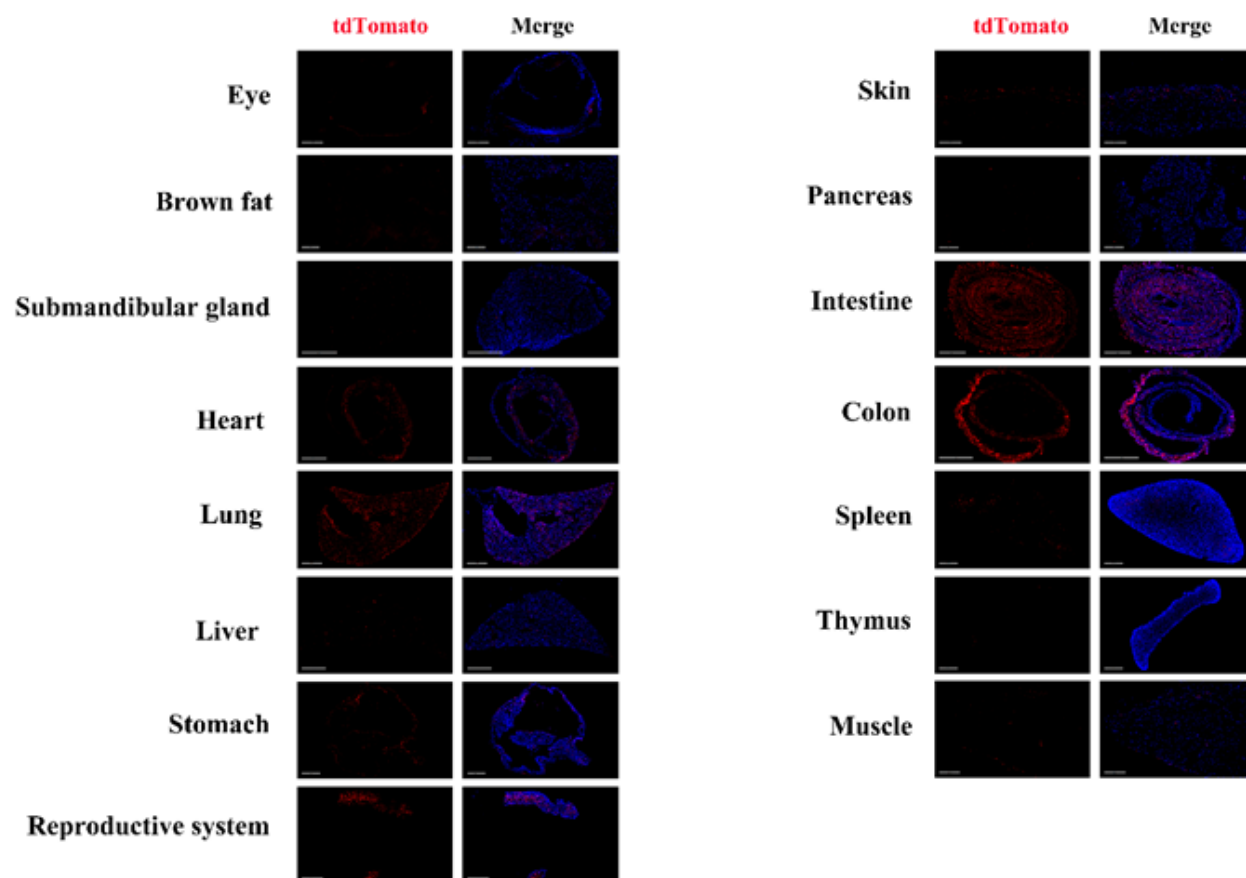 tdTomato Merge
Eye
Brown fat
Submandibular gland
Heart
Lung
Liver
Stomach
Reproductive system
tdTomato Merge
Skin
Pancreas
Intestine
Colon
Spleen
Thymus
Muscle